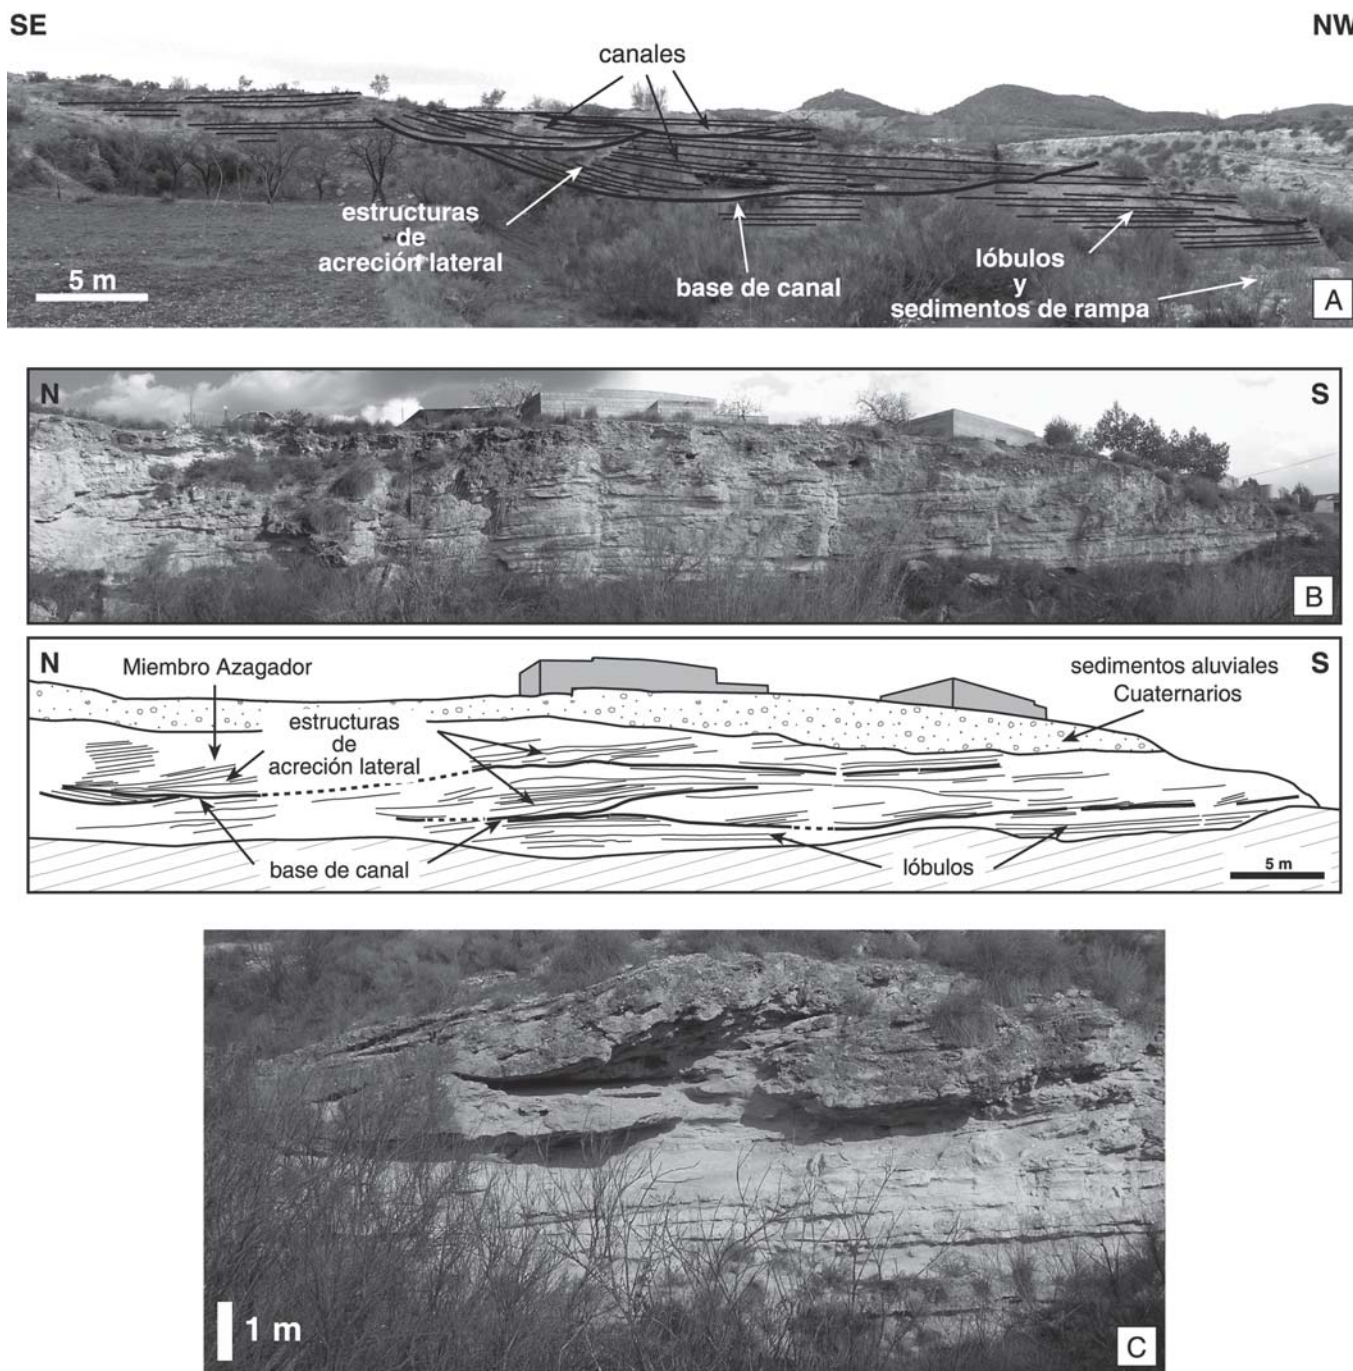 SE
NW
canales
estructuras
de
acreción lateral
base de canal
lóbulos
y
sedimentos de rampa
5 m
A
N
S
B
N
S
Miembro Azagador
sedimentos aluviales
Cuaternarios
estructuras
de
acreción lateral
base de canal
lóbulos
5 m
1 m
C